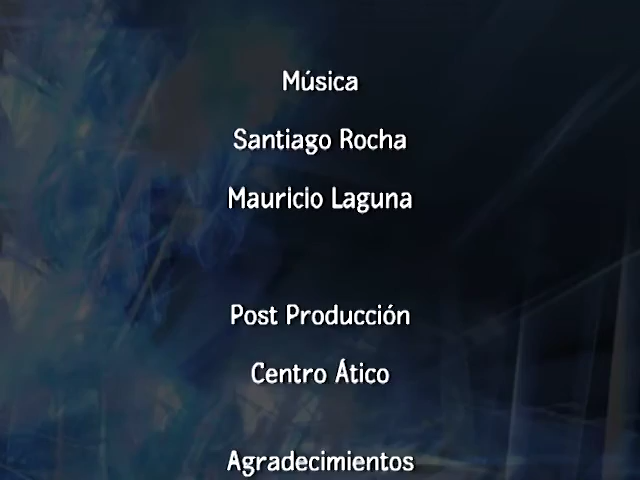 Música
Santiago Rocha
Mauricio Laguna
Post Producción
Centro Ático
Agradecimientos